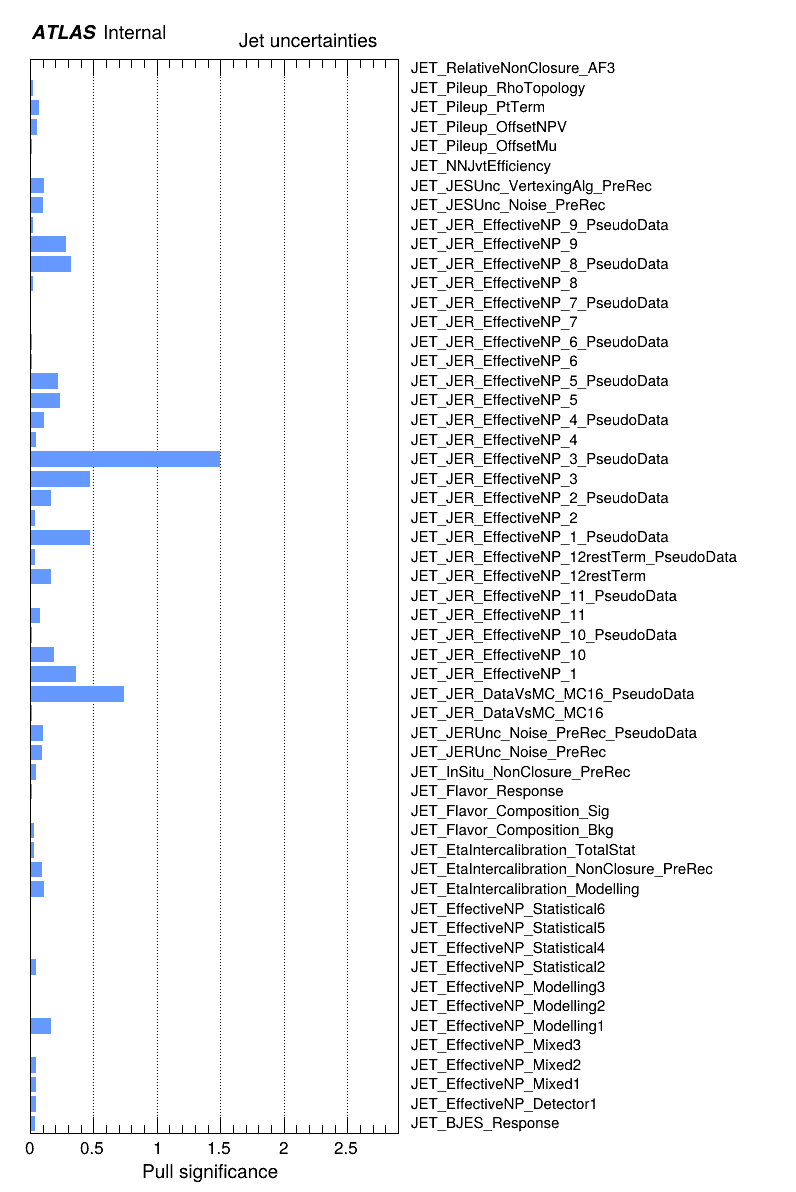 ATLAS Internal
Jet uncertainties
JET_RelativeNonClosure_AF3
JET_Pileup_RhoTopology
JET_Pileup_PtTerm
JET_Pileup_OffsetNPV
JET_Pileup_OffsetMu
JET_NNJvtEfficiency
JET_JESUnc_VertexingAlg_PreRec
JET_JESUnc_Noise_PreRec
JET_JER_EffectiveNP_9_PseudoData
JET_JER_EffectiveNP_9
JET_JER_EffectiveNP_8_PseudoData
JET_JER_EffectiveNP_8
JET_JER_EffectiveNP_7_PseudoData
JET_JER_EffectiveNP_7
JET_JER_EffectiveNP_6_PseudoData
JET_JER_EffectiveNP_6
JET_JER_EffectiveNP_5_PseudoData
JET_JER_EffectiveNP_5
JET_JER_EffectiveNP_4_PseudoData
JET_JER_EffectiveNP_4
JET_JER_EffectiveNP_3_PseudoData
JET_JER_EffectiveNP_3
JET_JER_EffectiveNP_2_PseudoData
JET_JER_EffectiveNP_2
JET_JER_EffectiveNP_1_PseudoData
JET_JER_EffectiveNP_12restTerm_PseudoData
JET_JER_EffectiveNP_12restTerm
JET_JER_EffectiveNP_11_PseudoData
JET_JER_EffectiveNP_11
JET_JER_EffectiveNP_10_PseudoData
JET_JER_EffectiveNP_10
JET_JER_EffectiveNP_1
JET_JER_DataVsMC_MC16_PseudoData
JET_JER_DataVsMC_MC16
JET_JERUnc_Noise_PreRec_PseudoData
JET_JERUnc_Noise_PreRec
JET_InSitu_NonClosure_PreRec
JET_Flavor_Response
JET_Flavor_Composition_Sig
JET_Flavor_Composition_Bkg
JET_EtaIntercalibration_TotalStat
JET_EtaIntercalibration_NonClosure_PreRec
JET_EtaIntercalibration_Modelling
JET_EffectiveNP_Statistical6
JET_EffectiveNP_Statistical5
JET_EffectiveNP_Statistical4
JET_EffectiveNP_Statistical2
JET_EffectiveNP_Modelling3
JET_EffectiveNP_Modelling2
JET_EffectiveNP_Modelling1
JET_EffectiveNP_Mixed3
JET_EffectiveNP_Mixed2
JET_EffectiveNP_Mixed1
JET_EffectiveNP_Detector1
JET_BJES_Response
0 0.5 1 1.5 2 2.5
Pull significance